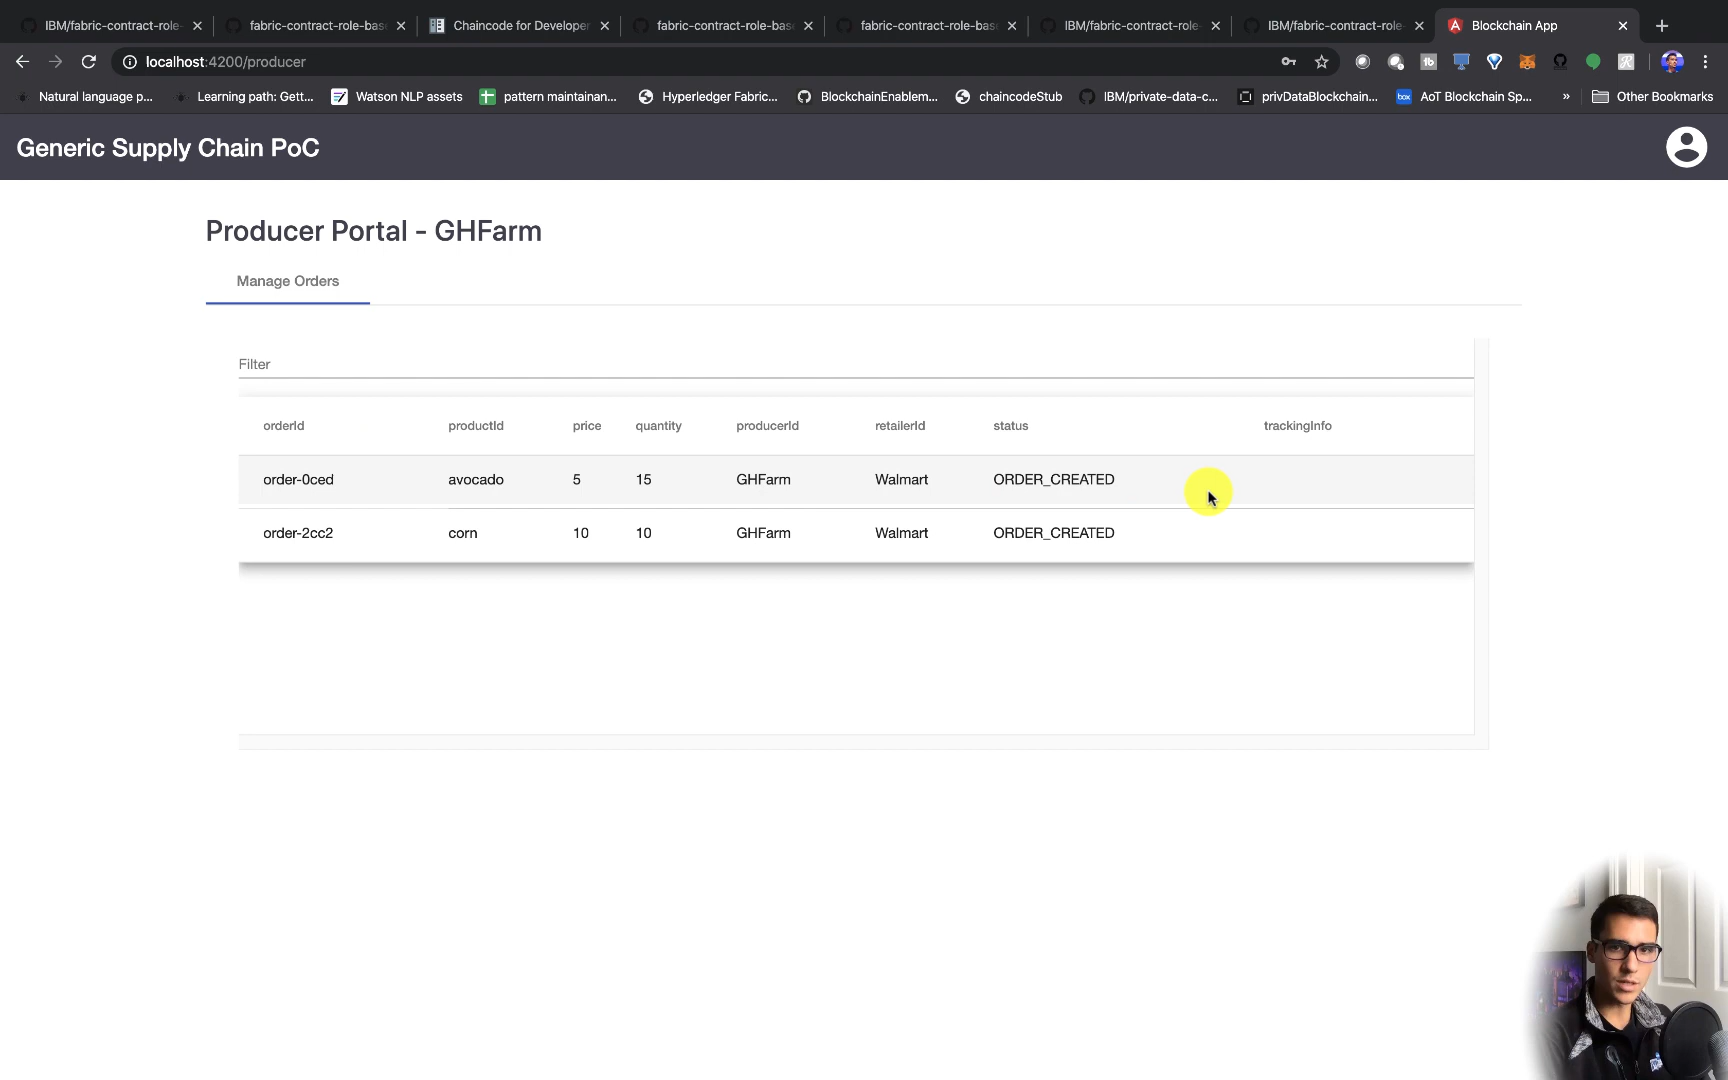 IBM/fabric-contract-role- fabric-contract-role-base Chaincode for Developer fabric-contract-role-base fabric-contract-role-base IBM/fabric-contract-role- IBM/fabric-contract-role- Blockchain App
localhost:4200/producer
Natural language p... Learning path: Gett... Watson NLP assets pattern maintainan... Hyperledger Fabric... BlockchainEnablem... chaincodeStub IBM/private-data-c... privDataBlockchain... box AoT Blockchain Sp... » Other Bookmarks
Generic Supply Chain PoC
Producer Portal - GHFarm
Manage Orders
Filter
orderId productId price quantity producerId retailerId status trackingInfo
order-0ced avocado 5 15 GHFarm Walmart ORDER_CREATED
order-2cc2 corn 10 10 GHFarm Walmart ORDER_CREATED